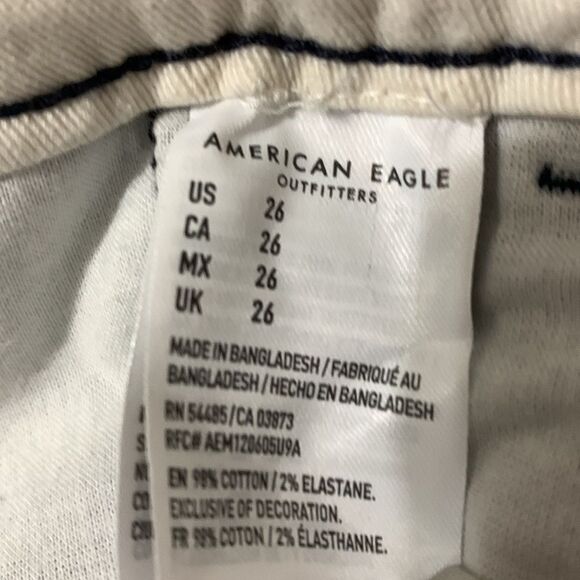 AMERICAN EAGLE
OUTFITTERS
US 26
CA 26
MX 26
UK 26
MADE IN BANGLADESH / FABRIQUÉ AU
BANGLADESH / HECHO EN BANGLADESH
RN 54485 / CA 03873
RFC# AEM120605U9A
EN 98% COTTON / 2% ELASTANE.
EXCLUSIVE OF DECORATION.
FR 98% COTON / 2% ÉLASTHANNE.